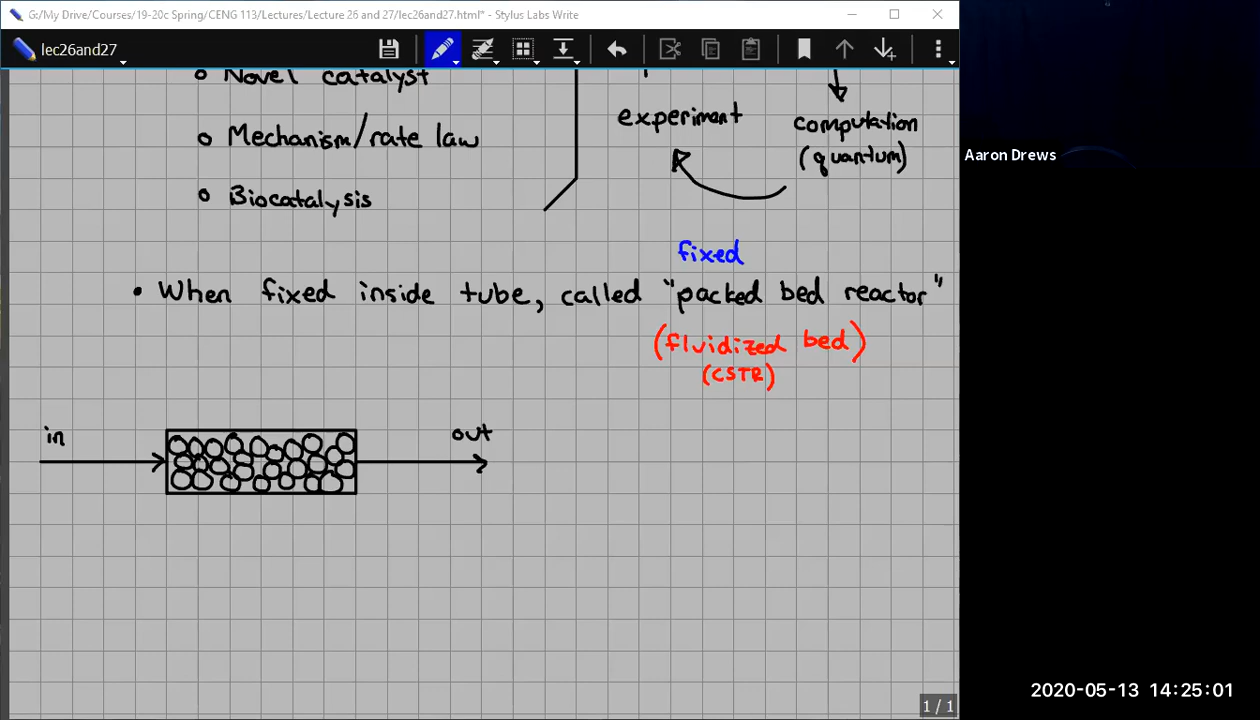 G:/My Drive/Courses/19-20c Spring/CENG 113/Lectures/Lecture 26 and 27/lec26and27.html* - Stylus Labs Write
lec26and27
Novel catalyst
experiment
computation
(quantum)
Mechanism/rate law
Biocatalysis
Aaron Drews
fixed
• When fixed inside tube, called "packed bed reactor"
(fluidized bed)
(CSTR)
in
out
2020-05-13 14:25:01
1 / 1